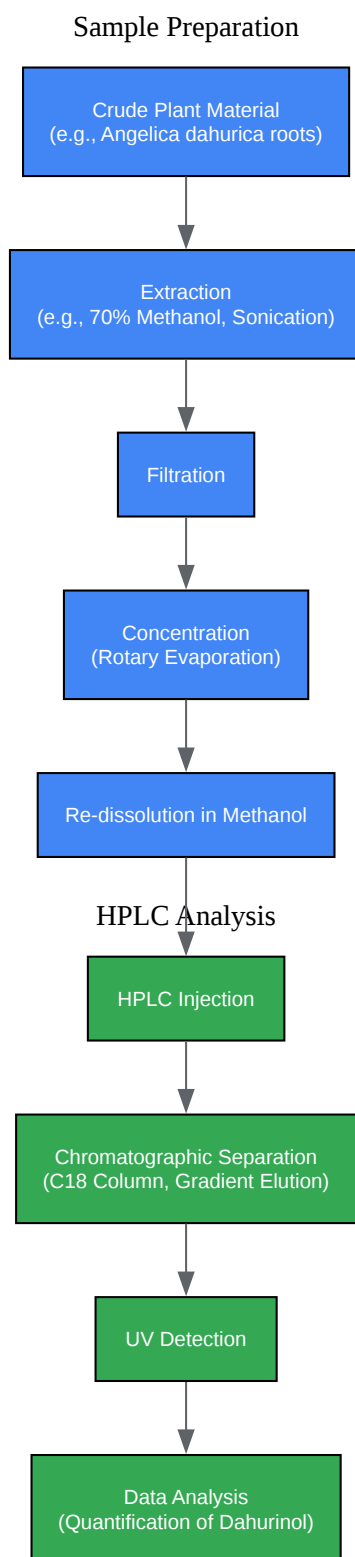 Sample Preparation
Crude Plant Material
(e.g., Angelica dahurica roots)
Extraction
(e.g., 70% Methanol, Sonication)
Filtration
Concentration
(Rotary Evaporation)
Re-dissolution in Methanol
HPLC Analysis
HPLC Injection
Chromatographic Separation
(C18 Column, Gradient Elution)
UV Detection
Data Analysis
(Quantification of Dahurinol)